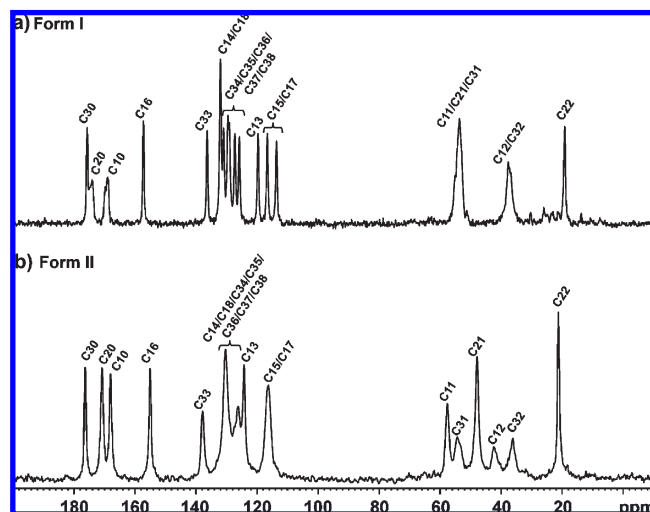 a) Form I
C30
C20
C10
C16
C33
C14/C18
C34/C35/C36/
C37/C38
C13
C15/C17
C11/C21/C31
C12/C32
C22
b) Form II
C30
C20
C10
C16
C33
C14/C18/C34/C35/
C36/C37/C38
C13
C15/C17
C11
C31
C21
C12
C32
C22
180 160 140 120 100 80 60 40 20 ppm